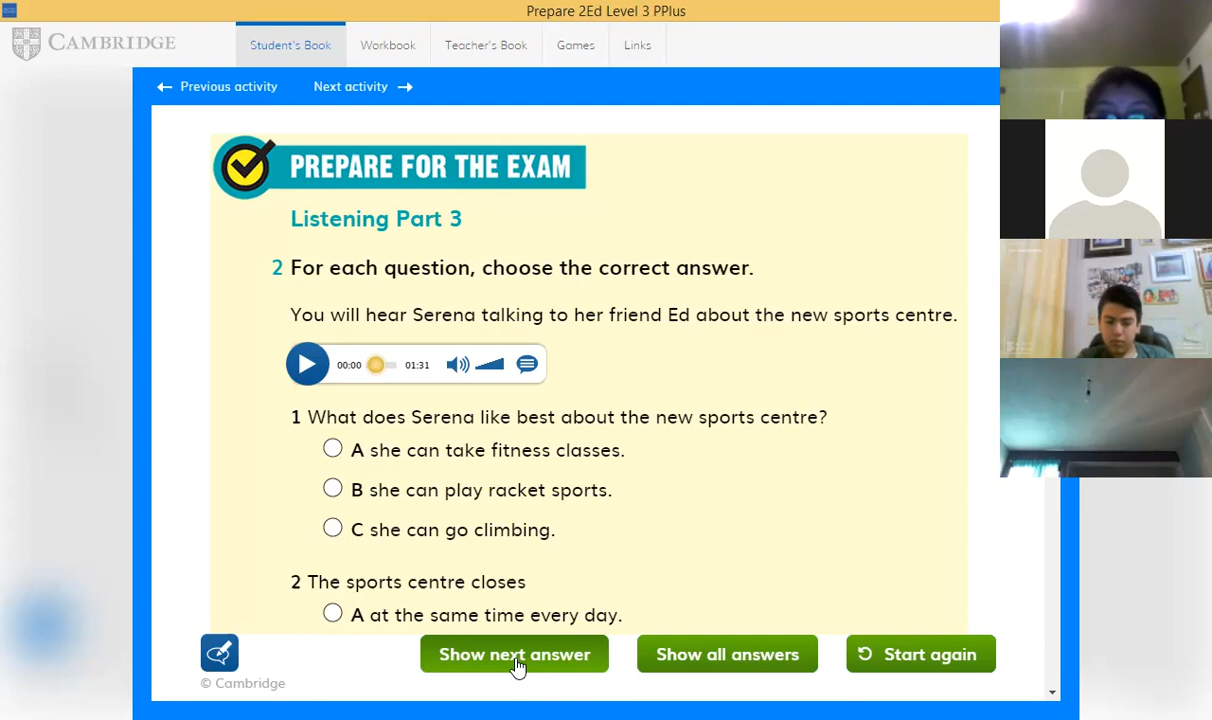 Prepare 2Ed Level 3 PPlus
CAMBRIDGE
Student's Book
Workbook
Teacher's Book
Games
Links
← Previous activity
Next activity →
PREPARE FOR THE EXAM
Listening Part 3
2 For each question, choose the correct answer.
You will hear Serena talking to her friend Ed about the new sports centre.
00:00
01:31
1 What does Serena like best about the new sports centre?
A she can take fitness classes.
B she can play racket sports.
C she can go climbing.
2 The sports centre closes
A at the same time every day.
Show next answer
Show all answers
Start again
© Cambridge